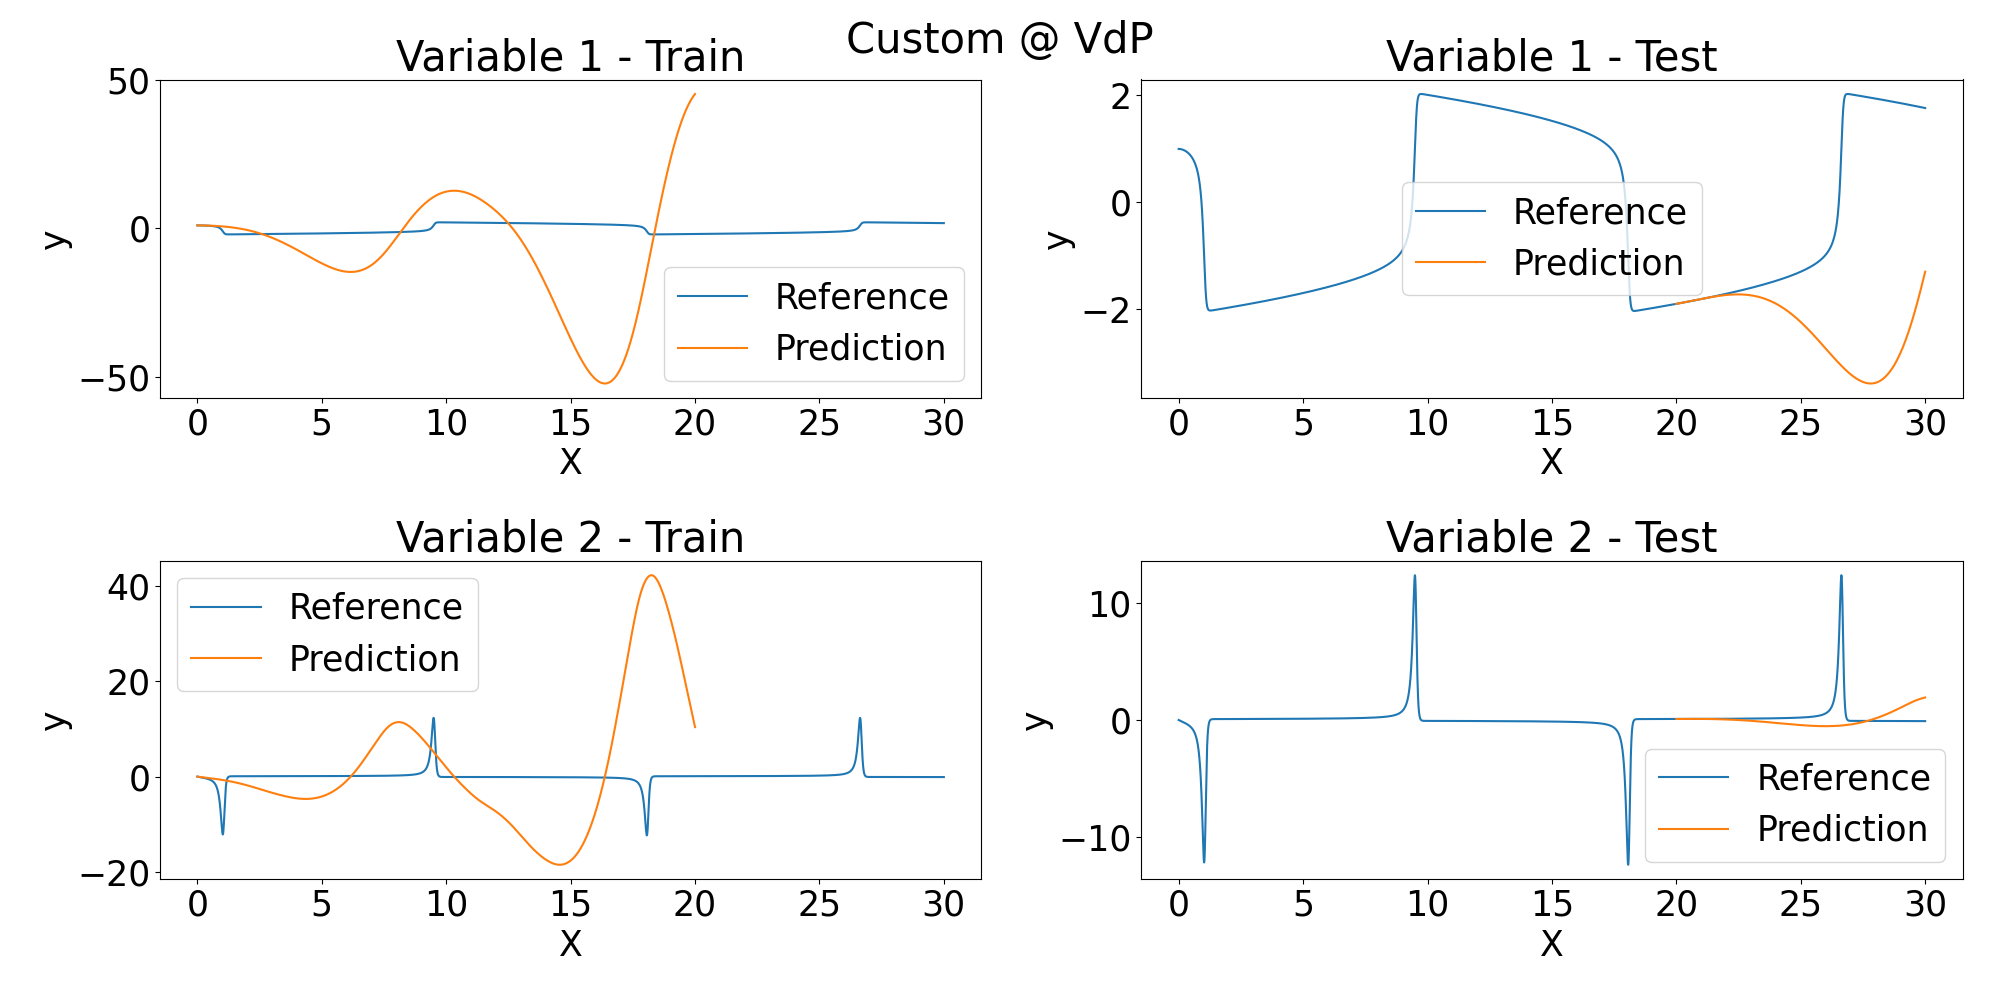 Custom @ VdP
Variable 1 - Train
50
0
−50
y
0 5 10 15 20 25 30
X
Reference
Prediction
Variable 1 - Test
2
0
−2
y
0 5 10 15 20 25 30
X
Reference
Prediction
Variable 2 - Train
40
20
0
−20
y
0 5 10 15 20 25 30
X
Reference
Prediction
Variable 2 - Test
10
0
−10
y
0 5 10 15 20 25 30
X
Reference
Prediction